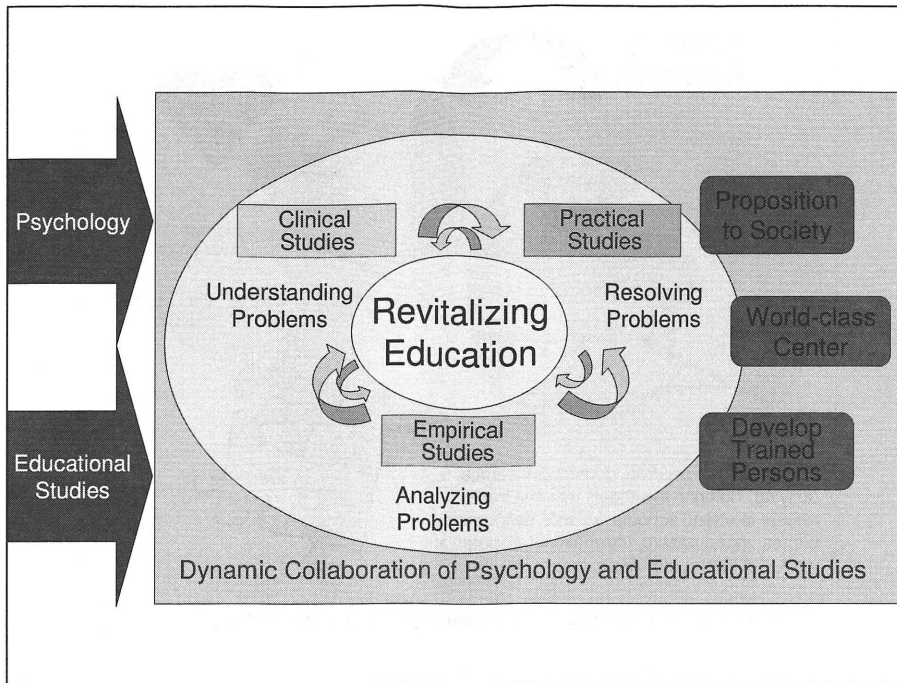 Psychology
Educational
Studies
Clinical
Studies
Practical
Studies
Understanding
Problems
Resolving
Problems
Revitalizing
Education
Empirical
Studies
Analyzing
Problems
Proposition
to Society
World-class
Center
Develop
Trained
Persons
Dynamic Collaboration of Psychology and Educational Studies